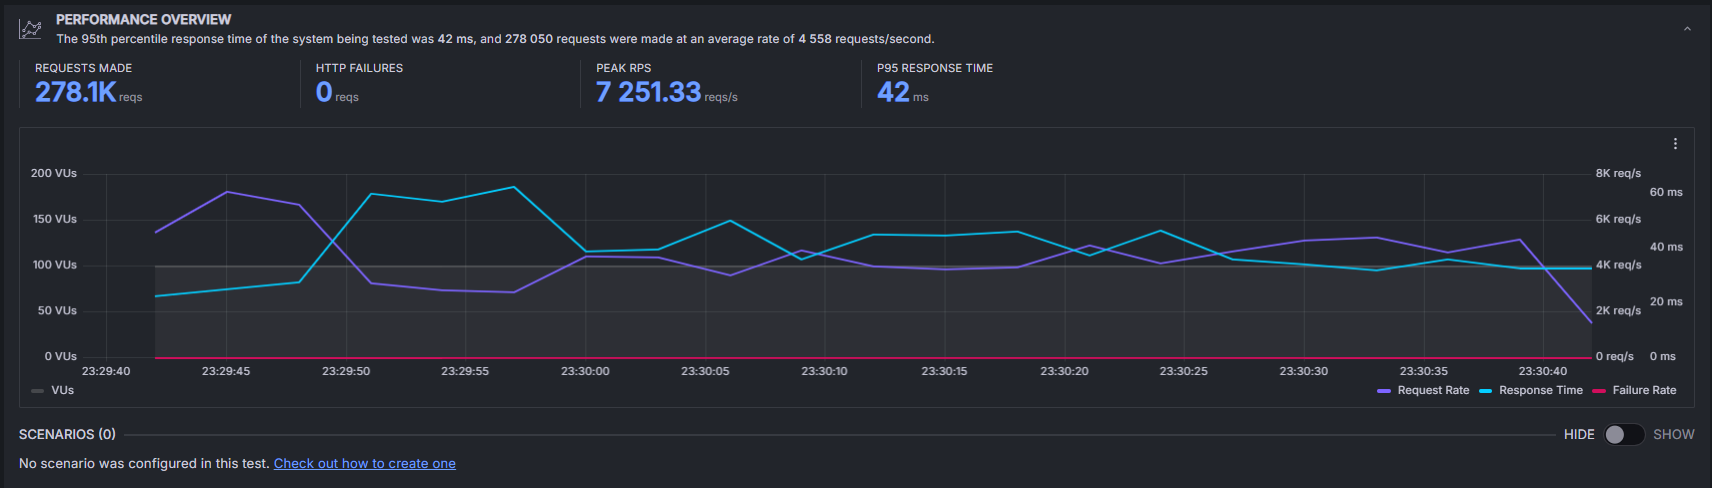 PERFORMANCE OVERVIEW
The 95th percentile response time of the system being tested was 42 ms, and 278 050 requests were made at an average rate of 4 558 requests/second.
REQUESTS MADE
278.1K reqs
HTTP FAILURES
0 reqs
PEAK RPS
7 251.33 reqs/s
P95 RESPONSE TIME
42 ms
200 VUs
150 VUs
100 VUs
50 VUs
0 VUs
8K req/s
6K req/s
4K req/s
2K req/s
0 req/s
60 ms
40 ms
20 ms
0 ms
23:29:40 23:29:45 23:29:50 23:29:55 23:30:00 23:30:05 23:30:10 23:30:15 23:30:20 23:30:25 23:30:30 23:30:35 23:30:40
VUs
Request Rate Response Time Failure Rate
SCENARIOS (0)
HIDE SHOW
No scenario was configured in this test. Check out how to create one